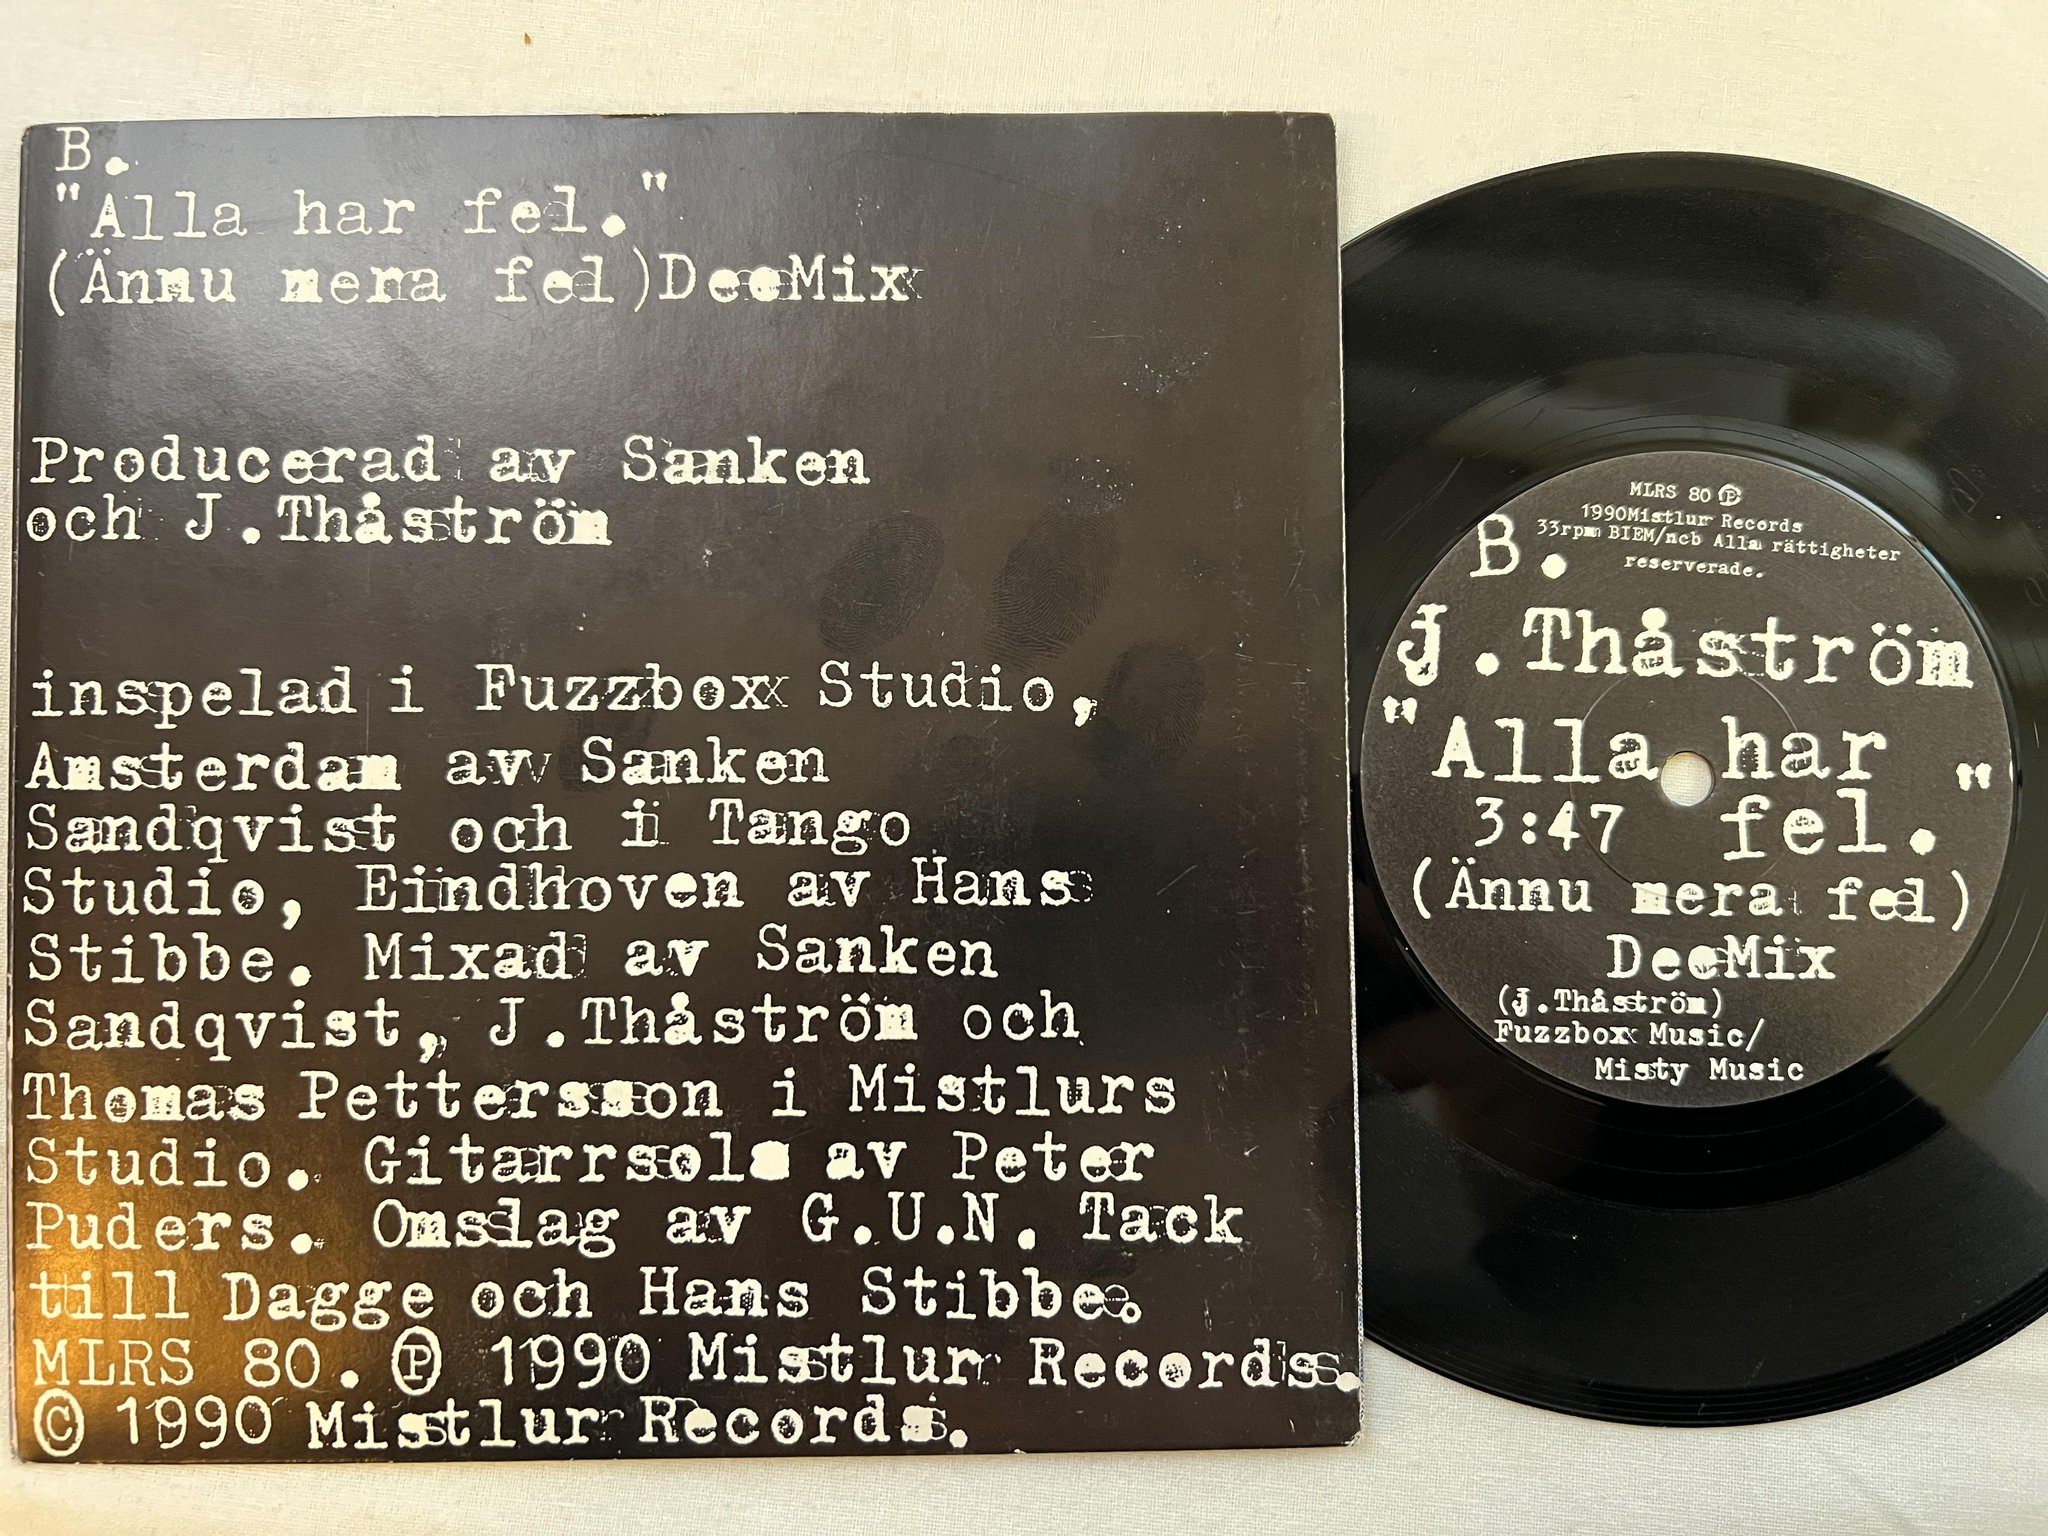 B.
"Alla har fel."
(Ännu mera fel)DeeMix
Producerad av Sanken
och J.Thåström
inspelad i Fuzzbox Studio,
Amsterdam av Sanken
Sandqvist och i Tango
Studio, Eindhoven av Hans
Stibbe. Mixad av Sanken
Sandqvist, J.Thåström och
Thomas Pettersson i Mistlurs
Studio. Gitarrsolo av Peter
Puders. Omslag av G.U.N. Tack
till Dagge och Hans Stibbe.
MLRS 80. Ⓟ 1990 Mistlur Records.
© 1990 Mistlur Records.
MLRS 80 Ⓟ
1990Mistlur Records
33rpm BIEM/ncb Alla rättigheter
reserverade.
B.
J.Thåström
"Alla har
3:47 fel."
(Ännu mera fel)
DeeMix
(J.Thåström)
Fuzzbox Music/
Misty Music